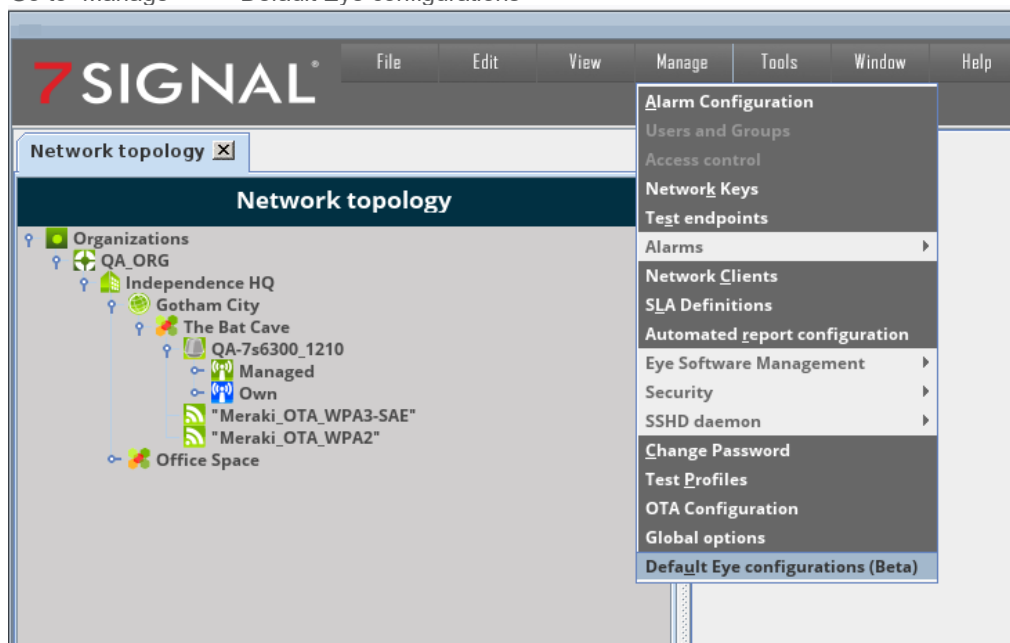 7SIGNAL
File Edit View Manage Tools Window Help
Alarm Configuration
Users and Groups
Access control
Network Keys
Test endpoints
Alarms
Network Clients
SLA Definitions
Automated report configuration
Eye Software Management
Security
SSHD daemon
Change Password
Test Profiles
OTA Configuration
Global options
Default Eye configurations (Beta)
Network topology
Network topology
Organizations
QA_ORG
Independence HQ
Gotham City
The Bat Cave
QA-7s6300_1210
Managed
Own
"Meraki_OTA_WPA3-SAE"
"Meraki_OTA_WPA2"
Office Space